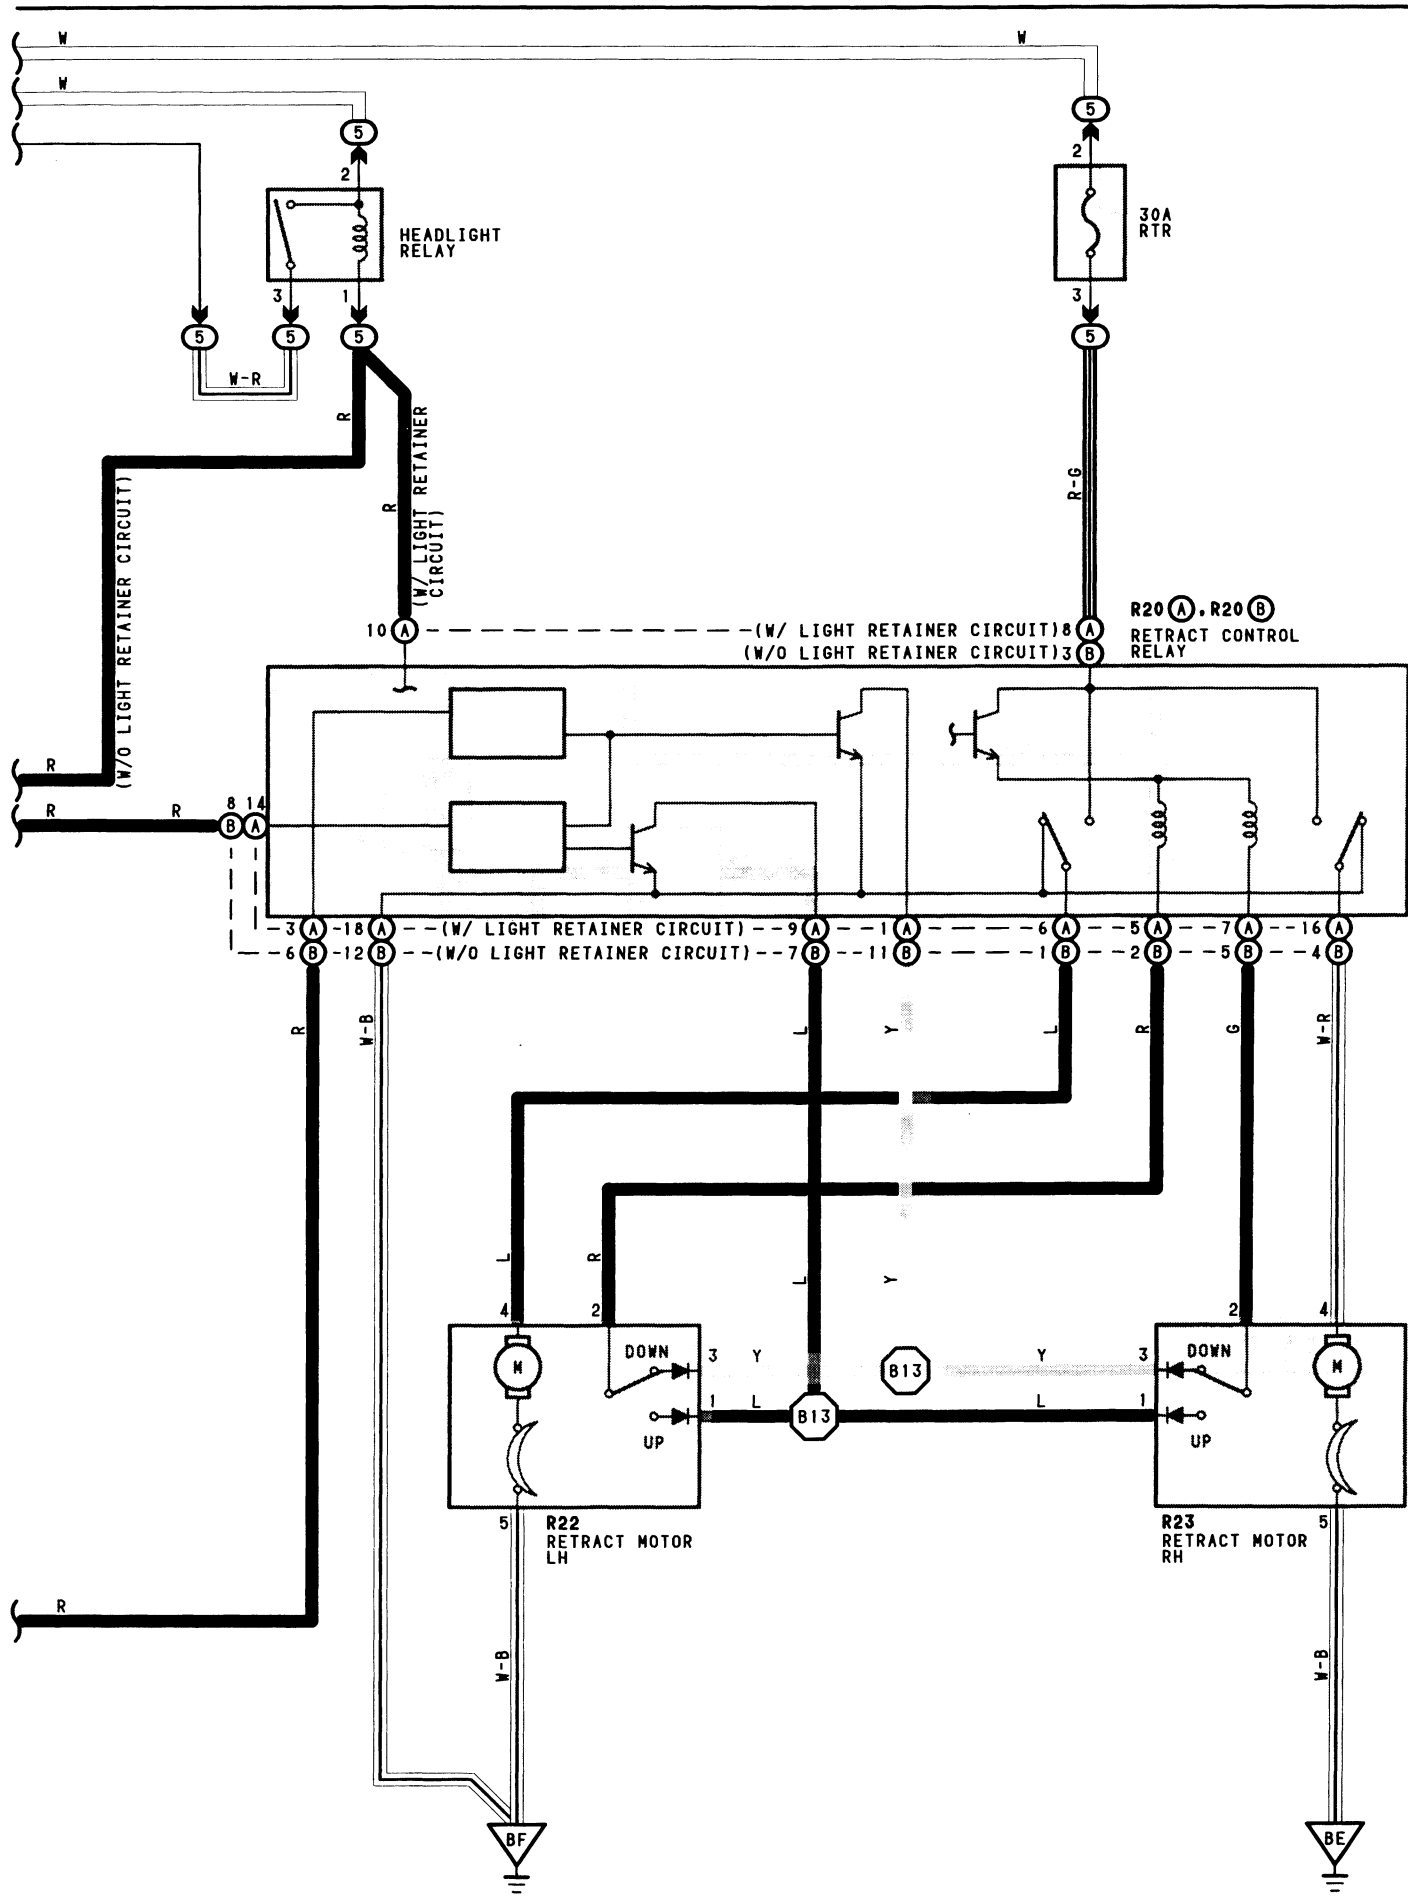 W W
W
5
5
2
2
HEADLIGHT
RELAY
30A
RTR
3 1
3
5 5 5
5
W-R
R
(W/O LIGHT RETAINER CIRCUIT)
R
(W/ LIGHT RETAINER
CIRCUIT)
R-G
R20 A, R20 B
RETRACT CONTROL
RELAY
10 A (W/ LIGHT RETAINER CIRCUIT) 8 A
(W/O LIGHT RETAINER CIRCUIT) 3 B
R
R R
8 14
B A
3 A 18 A (W/ LIGHT RETAINER CIRCUIT) 9 A 1 A 6 A 5 A 7 A 16 A
6 B 12 B (W/O LIGHT RETAINER CIRCUIT) 7 B 11 B 1 B 2 B 5 B 4 B
R W-B L Y L R G W-R
L R L Y
4 2 2 4
M DOWN 3 Y B13 Y 3 DOWN M
1 L B13 L 1
UP UP
5 R22
RETRACT MOTOR
LH
R23 5
RETRACT MOTOR
RH
R
W-B W-B
BF BE